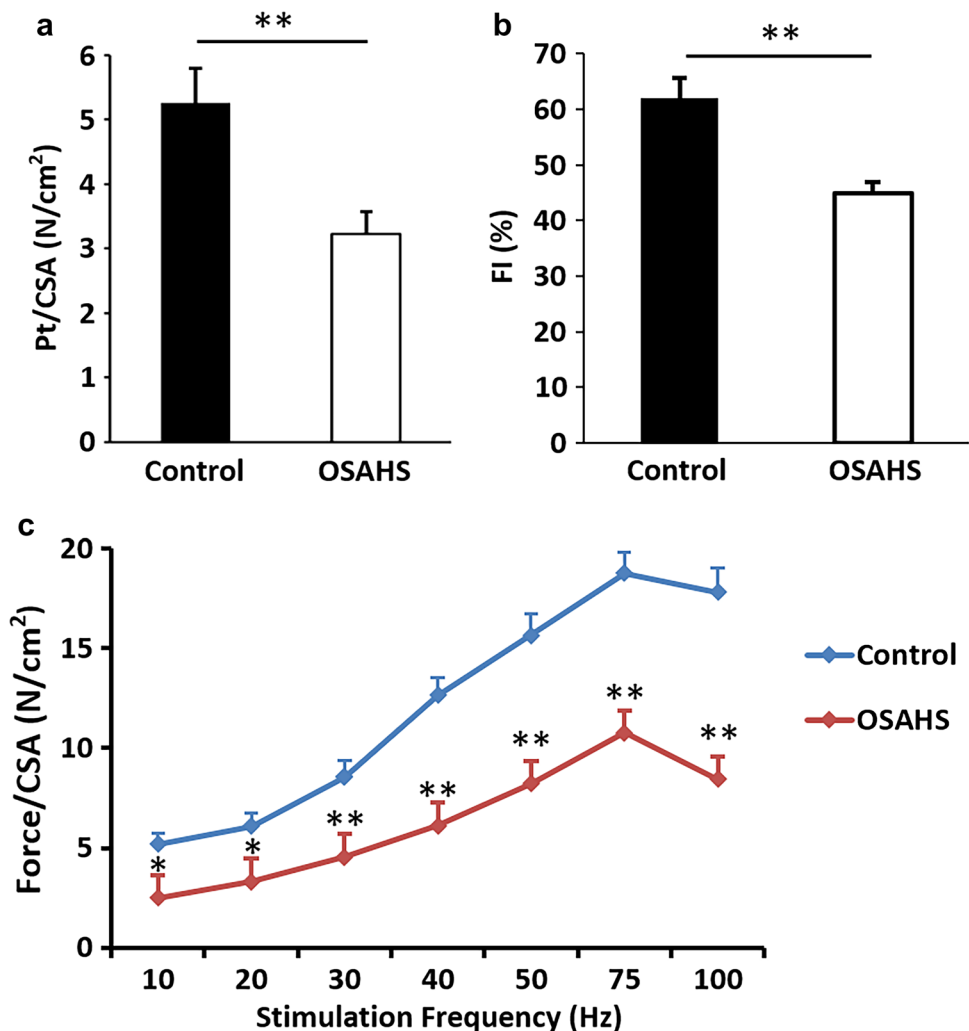 a
**
Pt/CSA (N/cm²)
6
5
4
3
2
1
0
Control OSAHS
b
**
FI (%)
70
60
50
40
30
20
10
0
Control OSAHS
c
Force/CSA (N/cm²)
20
15
10
5
0
* * ** ** ** ** **
10 20 30 40 50 75 100
Stimulation Frequency (Hz)
Control
OSAHS